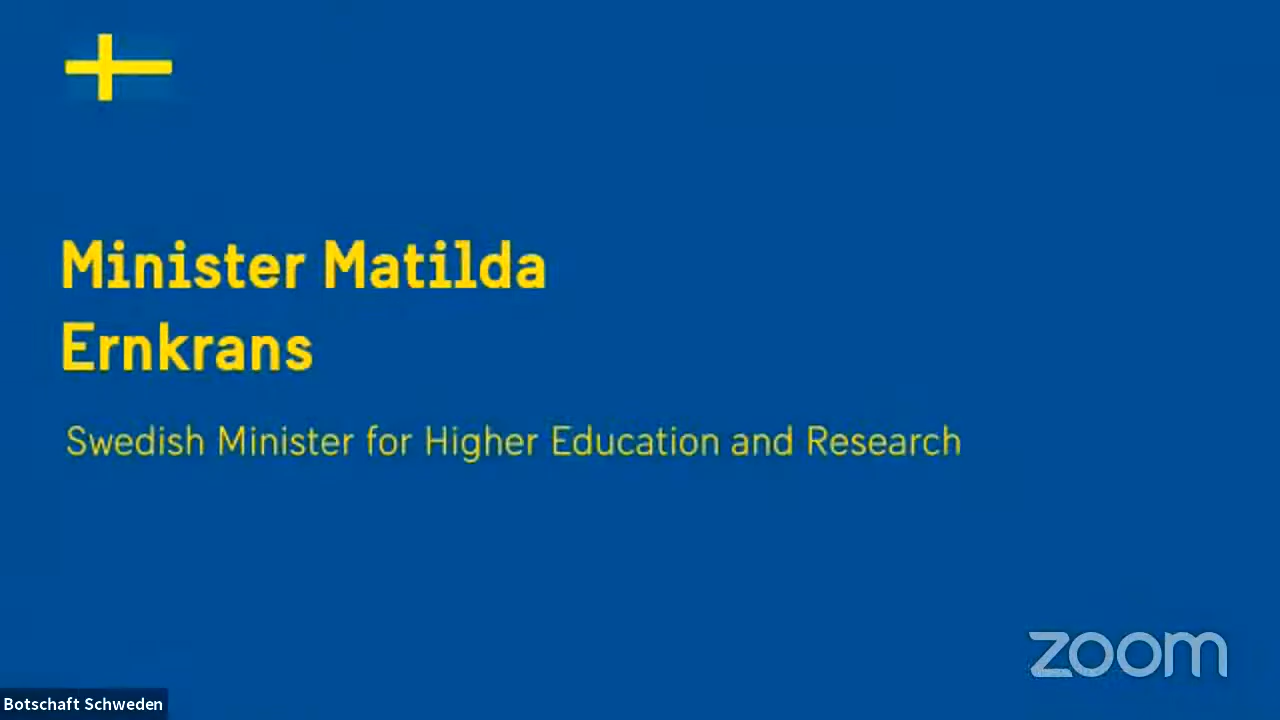 Minister Matilda
Ernkrans
Swedish Minister for Higher Education and Research
zoom
Botschaft Schweden